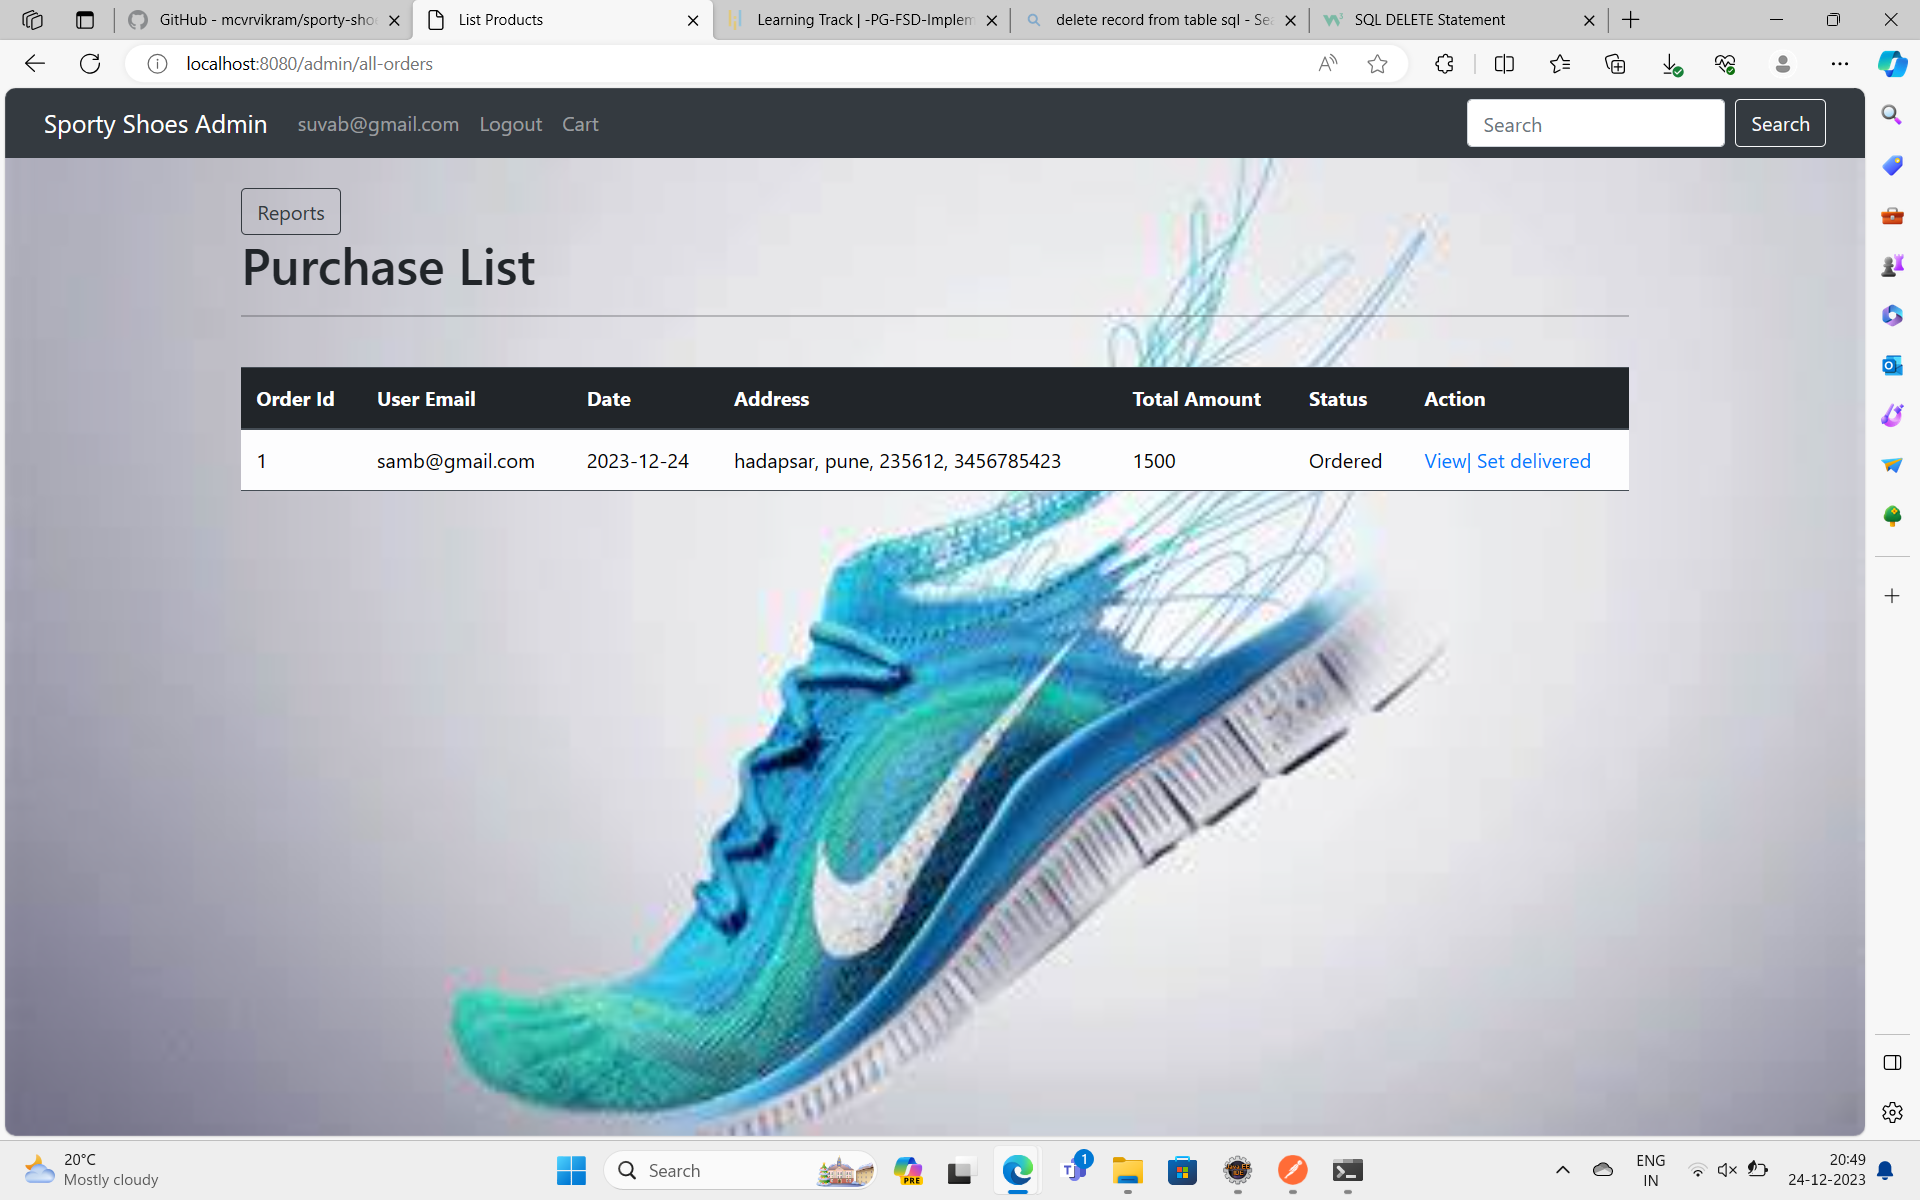 GitHub - mcvrvikram/sporty-sho
List Products
Learning Track | -PG-FSD-Implem
delete record from table sql - Sea
SQL DELETE Statement
localhost:8080/admin/all-orders
Sporty Shoes Admin suvab@gmail.com Logout Cart Search Search
Reports
Purchase List
Order Id User Email Date Address Total Amount Status Action
1 samb@gmail.com 2023-12-24 hadapsar, pune, 235612, 3456785423 1500 Ordered View| Set delivered
20°C
Mostly cloudy
Search
PRE
1
ENG
IN
20:49
24-12-2023